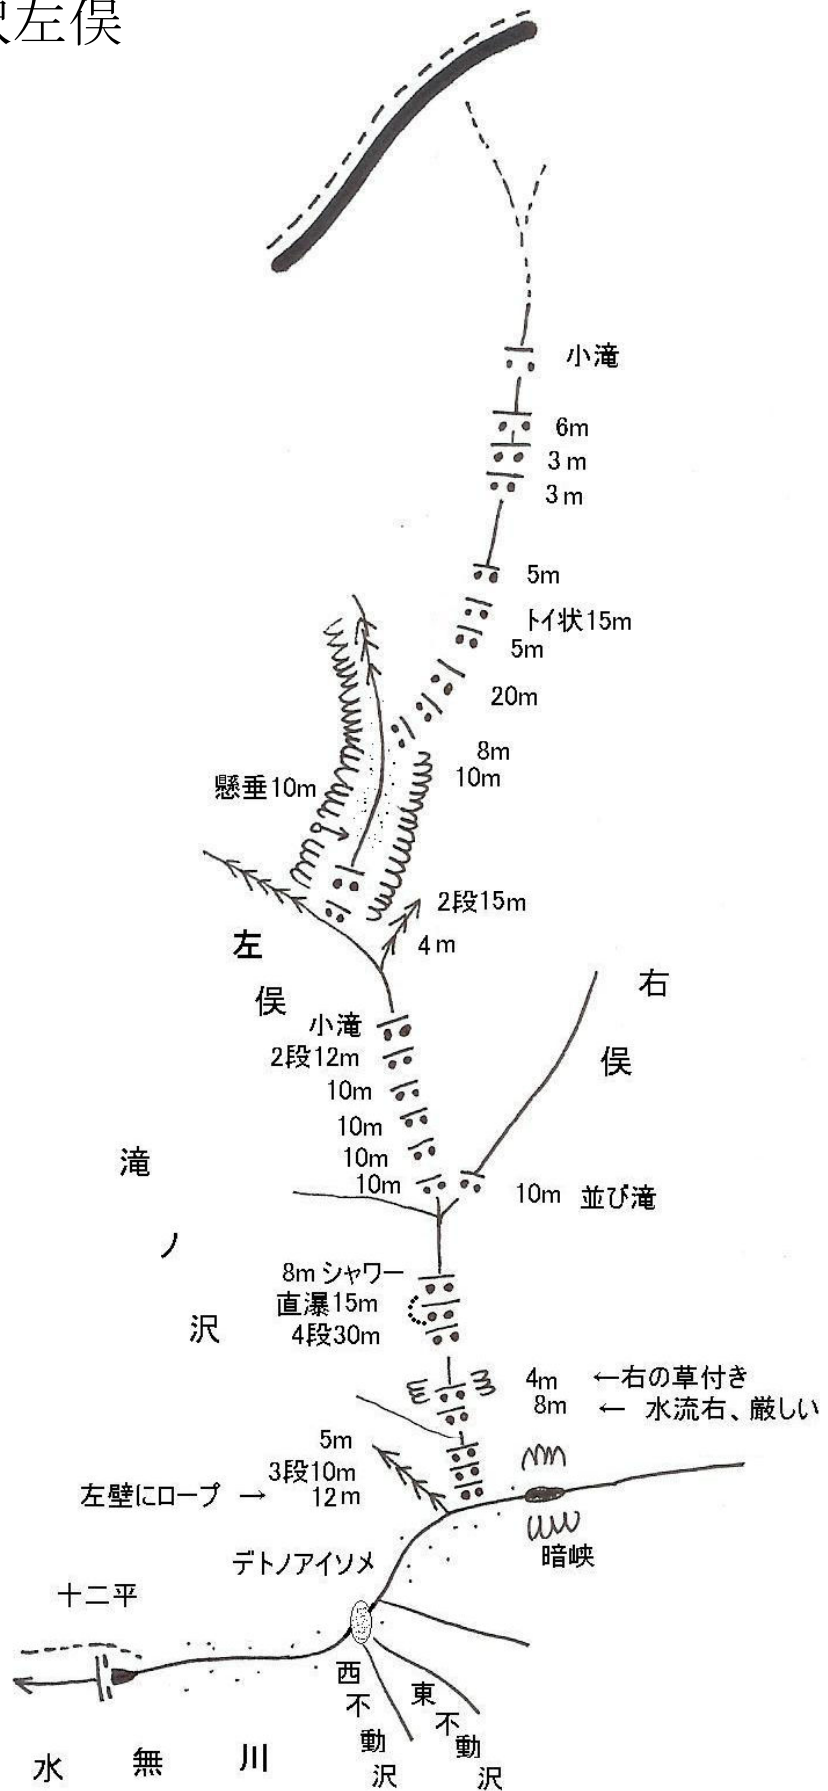 沢左俣
小滝
6m
3m
3m
5m
トイ状15m
5m
20m
8m
10m
懸垂10m
2段15m
4m
左俣
右俣
小滝
2段12m
10m
10m
10m
10m
10m 並び滝
滝ノ沢
8mシャワー
直瀑15m
4段30m
4m ←右の草付き
8m ← 水流右、厳しい
5m
3段10m
左壁にロープ → 12m
暗峡
デトノアイソメ
十二平
西不動沢
東不動沢
水無川